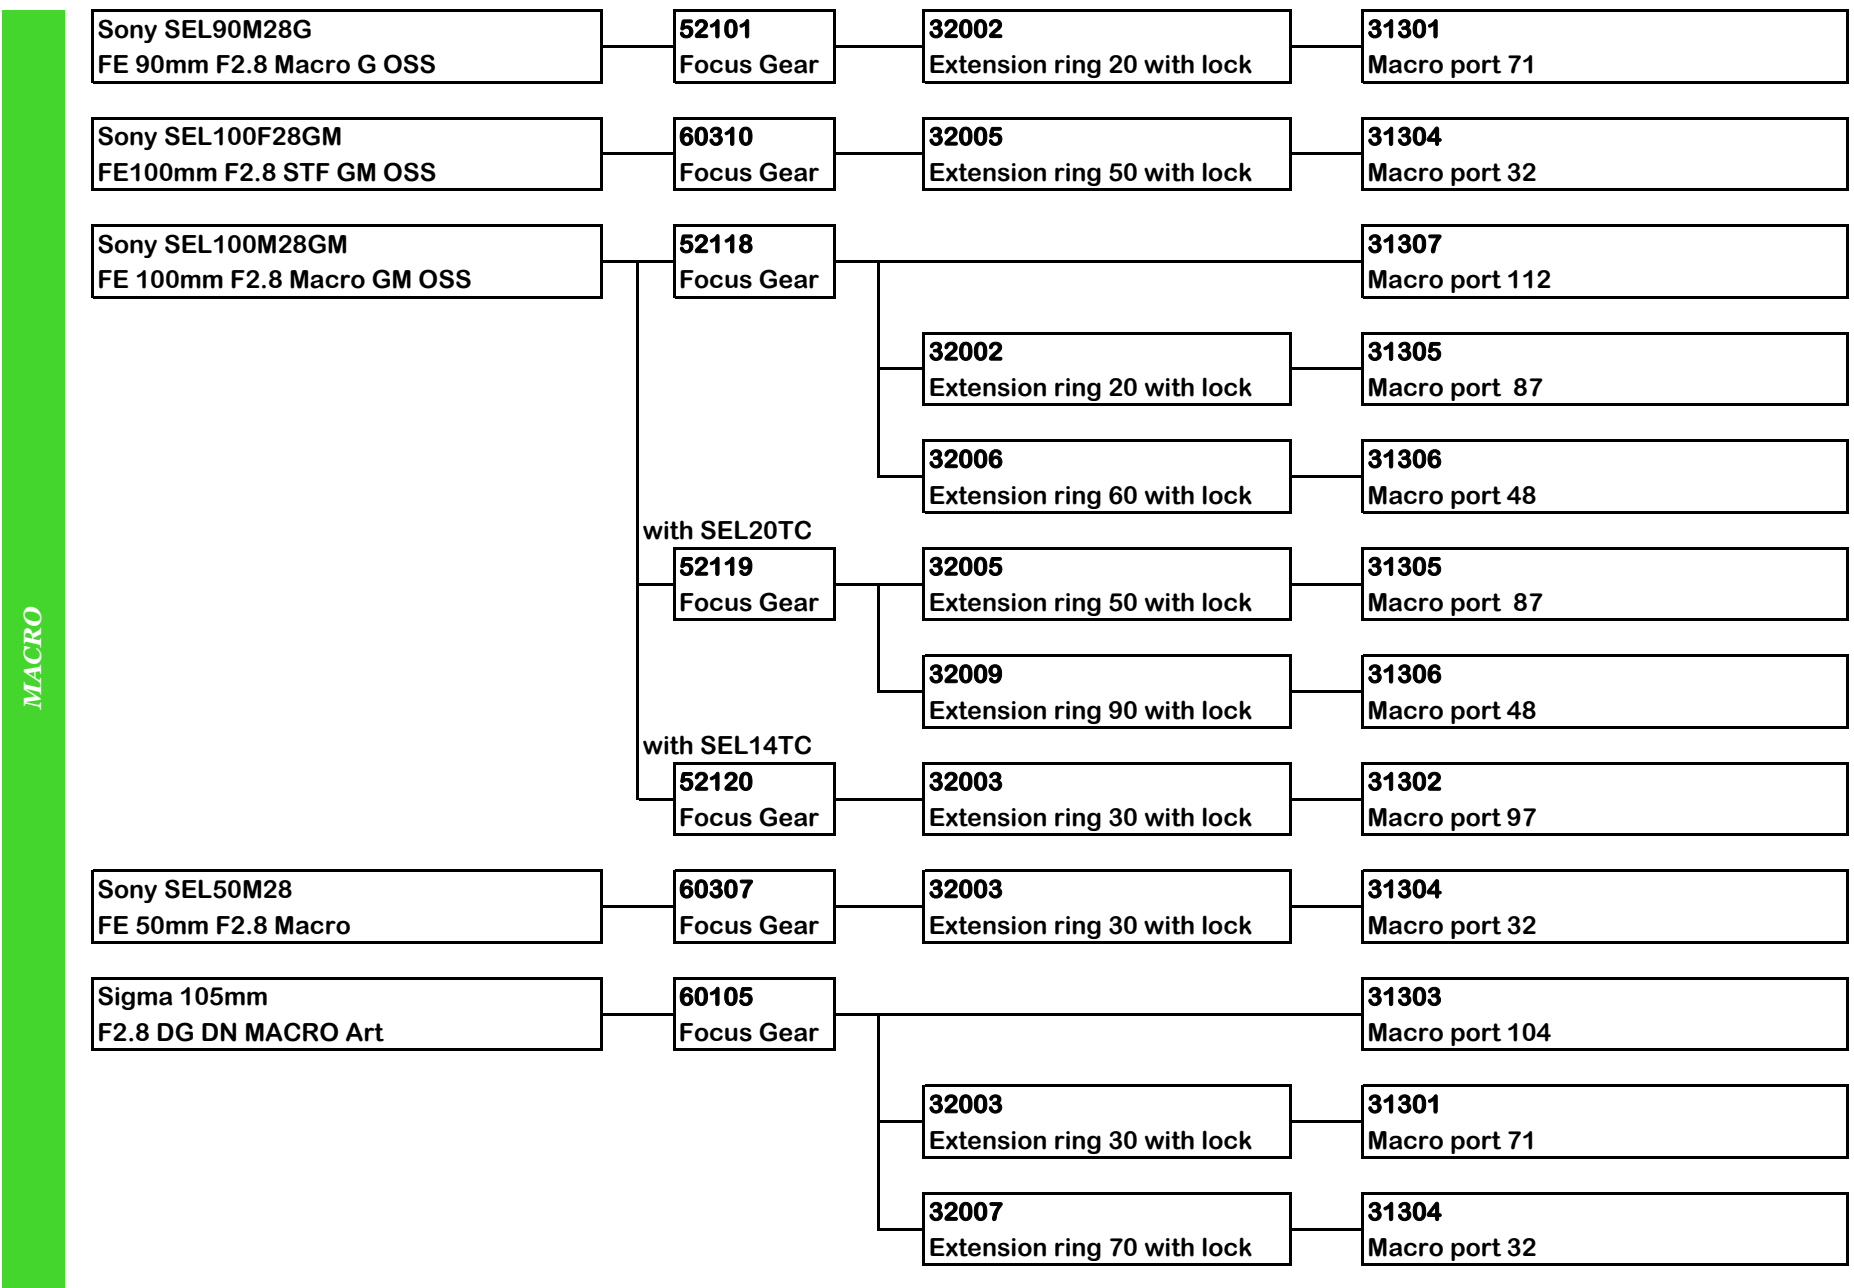 MACRO
Sony SEL90M28G
FE 90mm F2.8 Macro G OSS
52101
Focus Gear
32002
Extension ring 20 with lock
31301
Macro port 71
Sony SEL100F28GM
FE100mm F2.8 STF GM OSS
60310
Focus Gear
32005
Extension ring 50 with lock
31304
Macro port 32
Sony SEL100M28GM
FE 100mm F2.8 Macro GM OSS
52118
Focus Gear
31307
Macro port 112
32002
Extension ring 20 with lock
31305
Macro port  87
32006
Extension ring 60 with lock
31306
Macro port 48
with SEL20TC
52119
Focus Gear
32005
Extension ring 50 with lock
31305
Macro port  87
32009
Extension ring 90 with lock
31306
Macro port 48
with SEL14TC
52120
Focus Gear
32003
Extension ring 30 with lock
31302
Macro port 97
Sony SEL50M28
FE 50mm F2.8 Macro
60307
Focus Gear
32003
Extension ring 30 with lock
31304
Macro port 32
Sigma 105mm
F2.8 DG DN MACRO Art
60105
Focus Gear
31303
Macro port 104
32003
Extension ring 30 with lock
31301
Macro port 71
32007
Extension ring 70 with lock
31304
Macro port 32